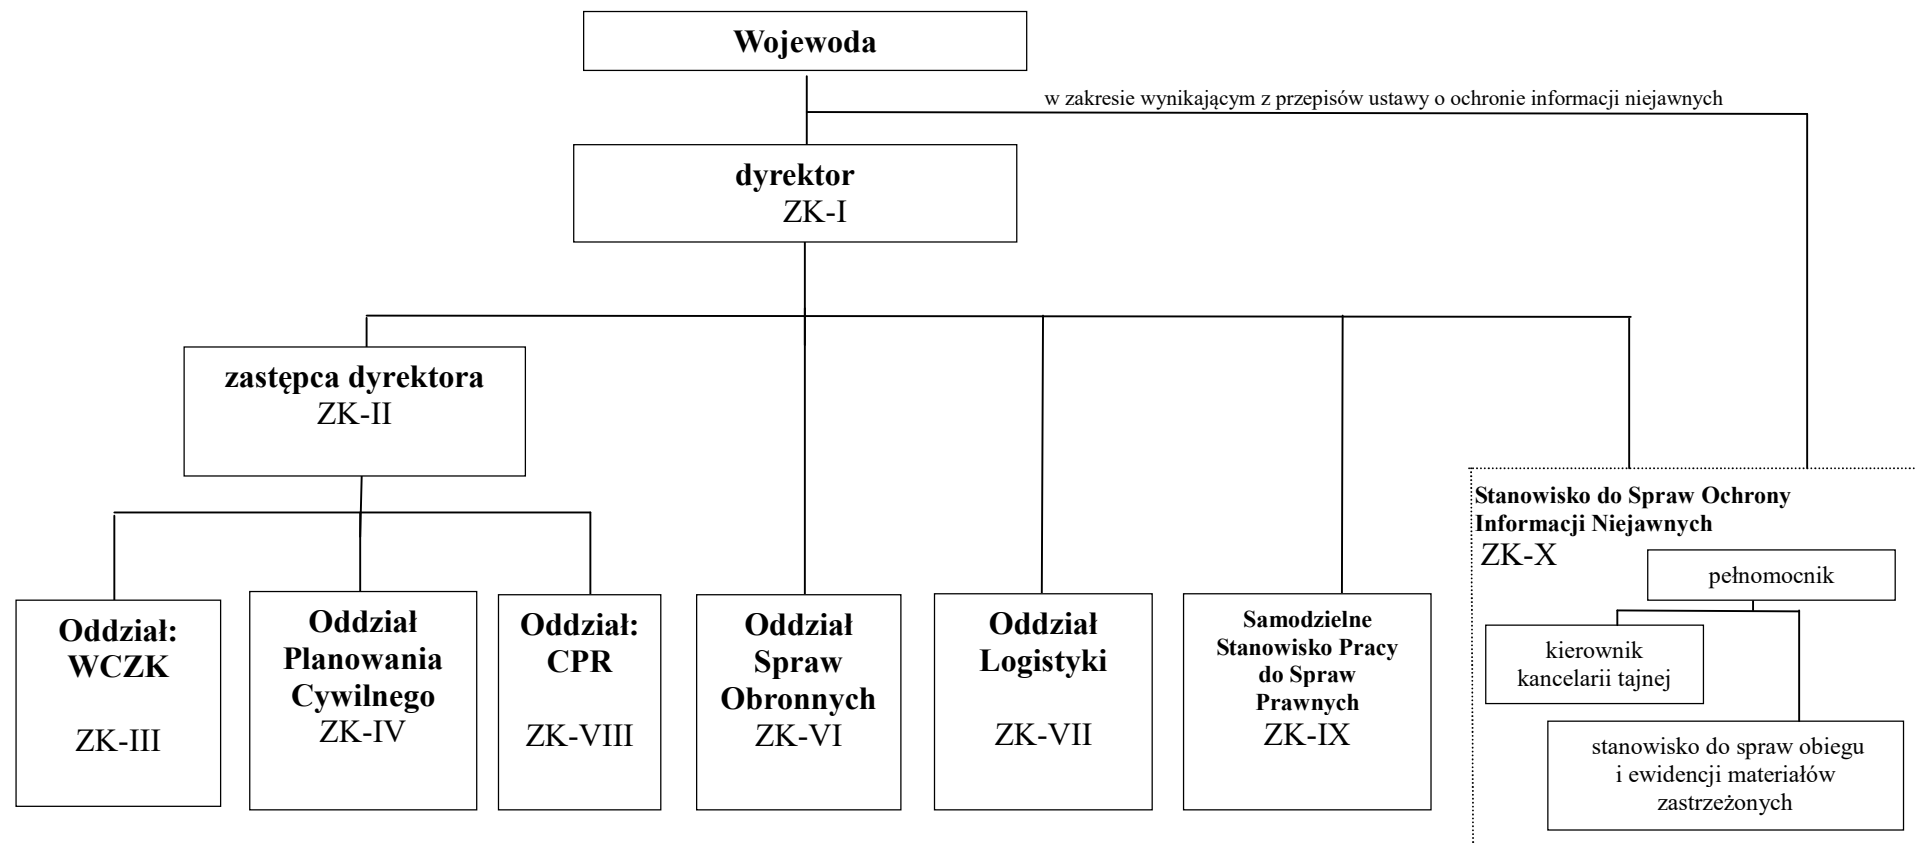 Wojewoda
w zakresie wynikającym z przepisów ustawy o ochronie informacji niejawnych
dyrektor
ZK-I
zastępca dyrektora
ZK-II
Oddział:
WCZK
ZK-III
Oddział
Planowania
Cywilnego
ZK-IV
Oddział:
CPR
ZK-VIII
Oddział
Spraw
Obronnych
ZK-VI
Oddział
Logistyki
ZK-VII
Samodzielne
Stanowisko Pracy
do Spraw
Prawnych
ZK-IX
Stanowisko do Spraw Ochrony
Informacji Niejawnych
ZK-X
pełnomocnik
kierownik
kancelarii tajnej
stanowisko do spraw obiegu
i ewidencji materiałów
zastrzeżonych